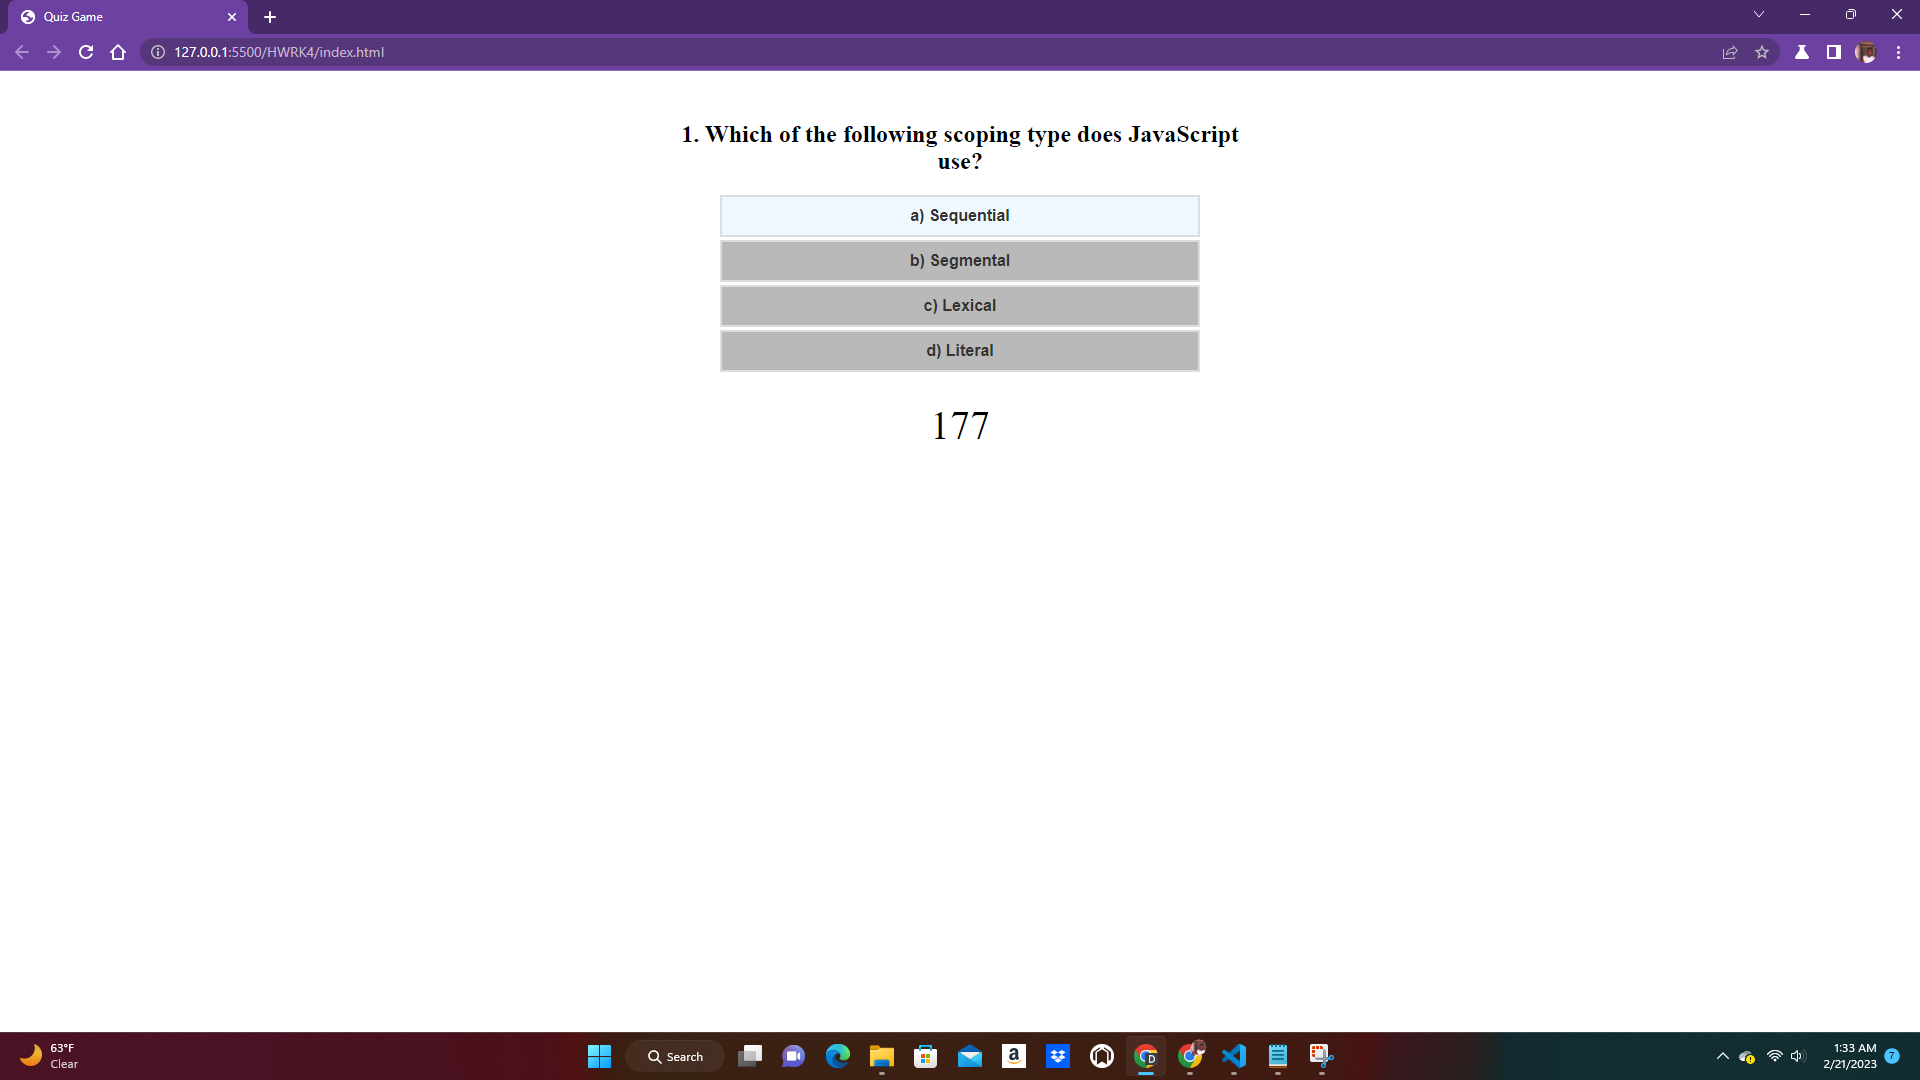 Quiz Game
127.0.0.1:5500/HWRK4/index.html
1. Which of the following scoping type does JavaScript
use?
a) Sequential
b) Segmental
c) Lexical
d) Literal
177
63°F
Clear
Search
a
D
1:33 AM
2/21/2023
7